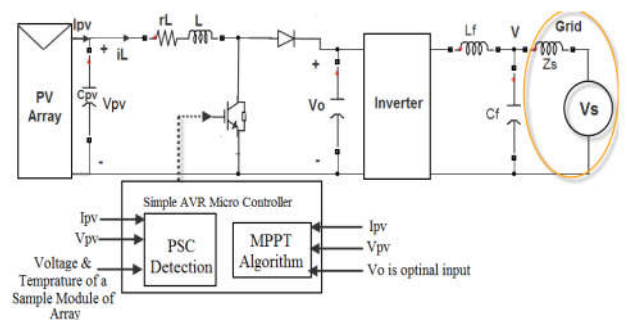 Ipv
rL
L
iL
+
+
Lf
V
Grid
Zs
PV
Array
Cpv
Vpv
Vo
Inverter
Cf
Vs
-
-
Simple AVR Micro Controller
Ipv
Vpv
Voltage &
Temprature of a
Sample Module of
Array
PSC
Detection
MPPT
Algorithm
Ipv
Vpv
Vo is optinal input